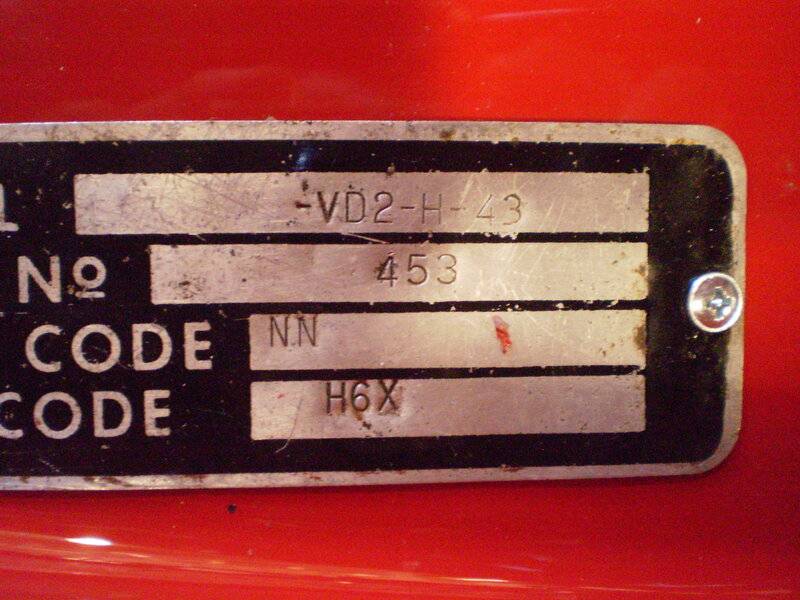 L -VD2-H-43
Nº 453
CODE NN
CODE H6X